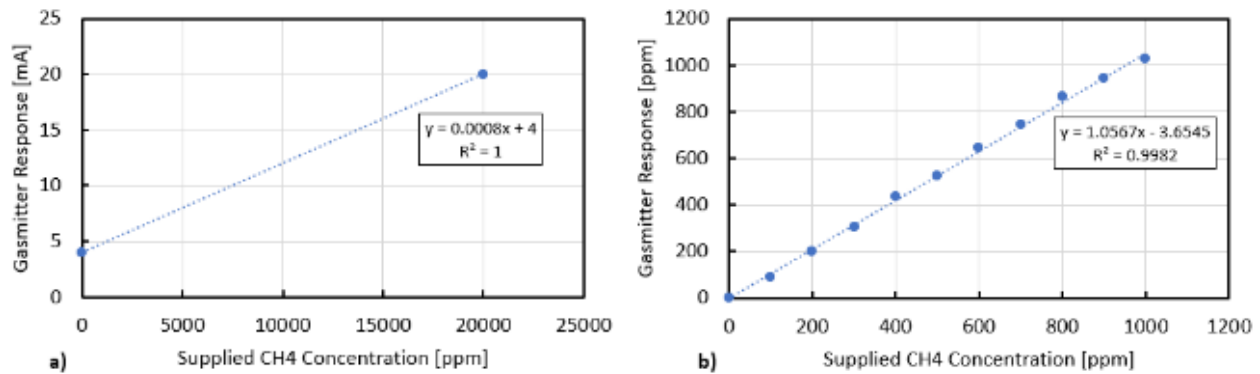 25
20
15
10
5
0
Gasmitter Response [mA]
y = 0.0008x + 4
R² = 1
0 5000 10000 15000 20000 25000
a) Supplied CH4 Concentration [ppm]
1200
1000
800
600
400
200
0
Gasmitter Response [ppm]
y = 1.0567x - 3.6545
R² = 0.9982
0 200 400 600 800 1000 1200
b) Supplied CH4 Concentration [ppm]